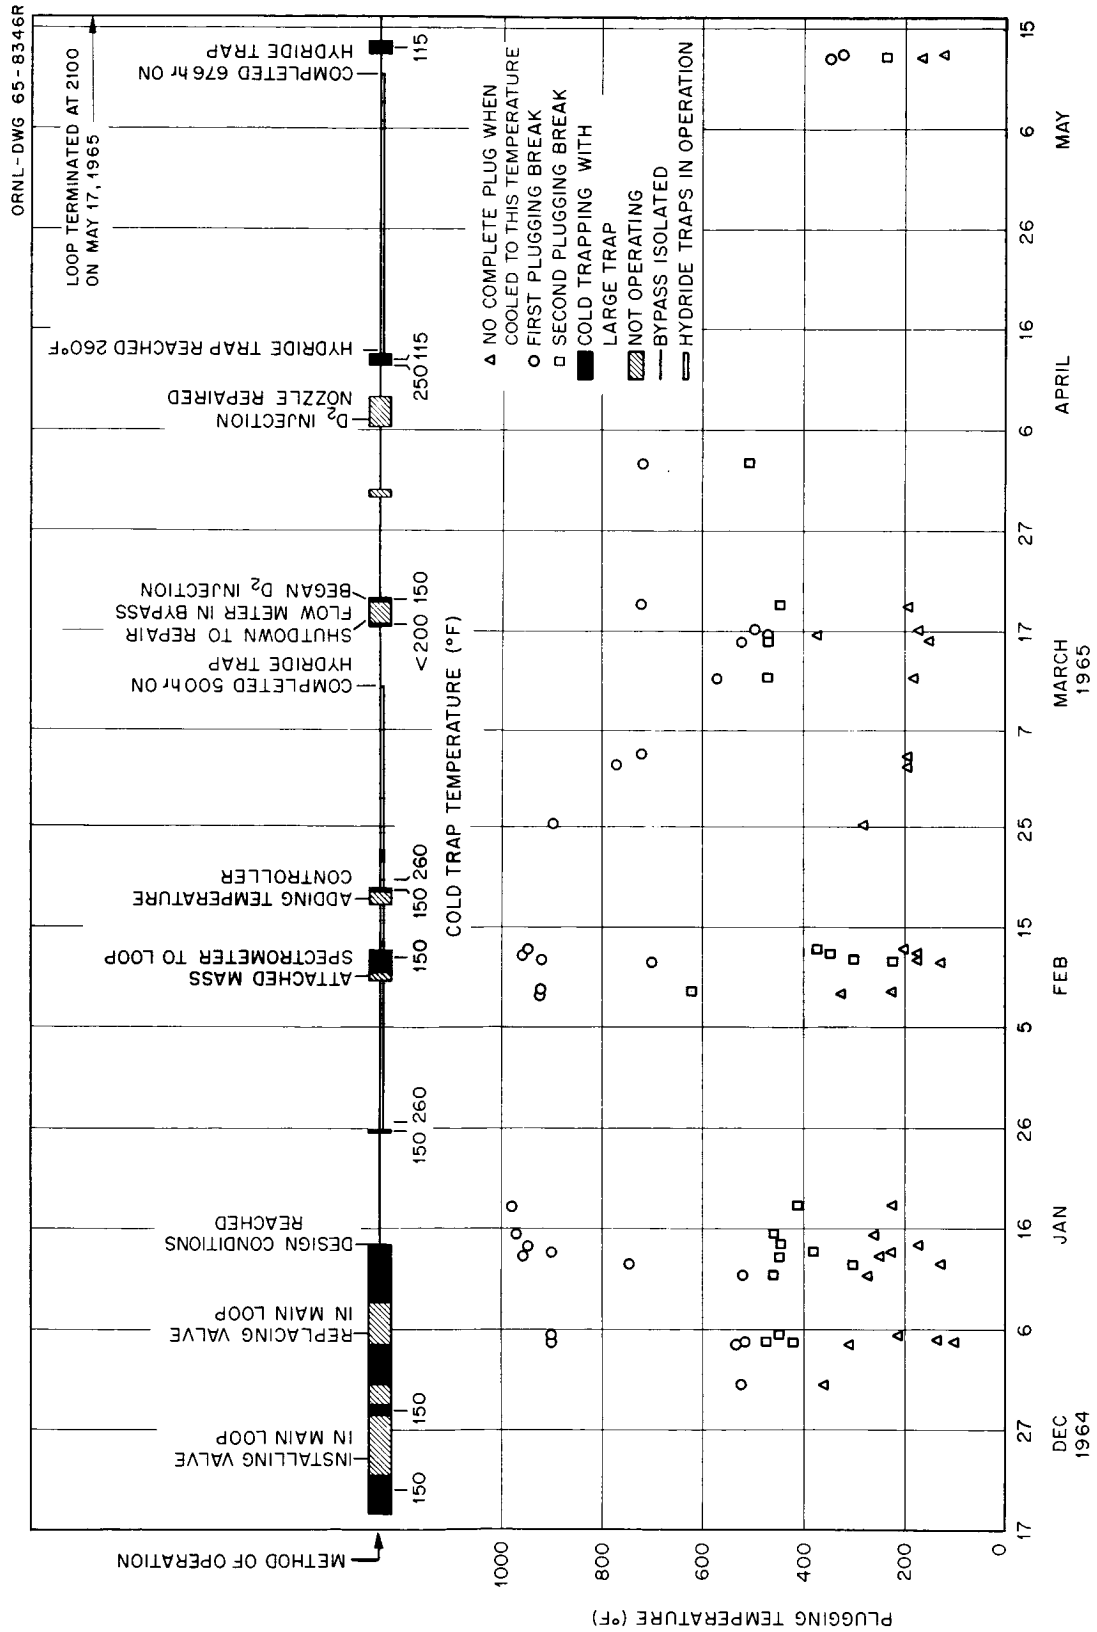 ORNL-DWG 65-8346R
METHOD OF OPERATION
INSTALLING VALVE
IN MAIN LOOP
REPLACING VALVE
IN MAIN LOOP
DESIGN CONDITIONS
REACHED
ATTACHED MASS
SPECTROMETER TO LOOP
ADDING TEMPERATURE
CONTROLLER
COMPLETED 500 hr ON
HYDRIDE TRAP
SHUTDOWN TO REPAIR
FLOW METER IN BYPASS
BEGAN D2 INJECTION
D2 INJECTION
NOZZLE REPAIRED
HYDRIDE TRAP REACHED 260°F
COMPLETED 676 hr ON
HYDRIDE TRAP
LOOP TERMINATED AT 2100
ON MAY 17, 1965
150 150 150 260 150 150 260 <200 150 250 115 115
COLD TRAP TEMPERATURE (°F)
△ NO COMPLETE PLUG WHEN
COOLED TO THIS TEMPERATURE
○ FIRST PLUGGING BREAK
□ SECOND PLUGGING BREAK
COLD TRAPPING WITH
LARGE TRAP
NOT OPERATING
BYPASS ISOLATED
HYDRIDE TRAPS IN OPERATION
PLUGGING TEMPERATURE (°F)
1000
800
600
400
200
0
17 27 6 16 26 5 15 25 7 17 27 6 16 26 6 15
DEC JAN FEB MARCH APRIL MAY
1964 1965